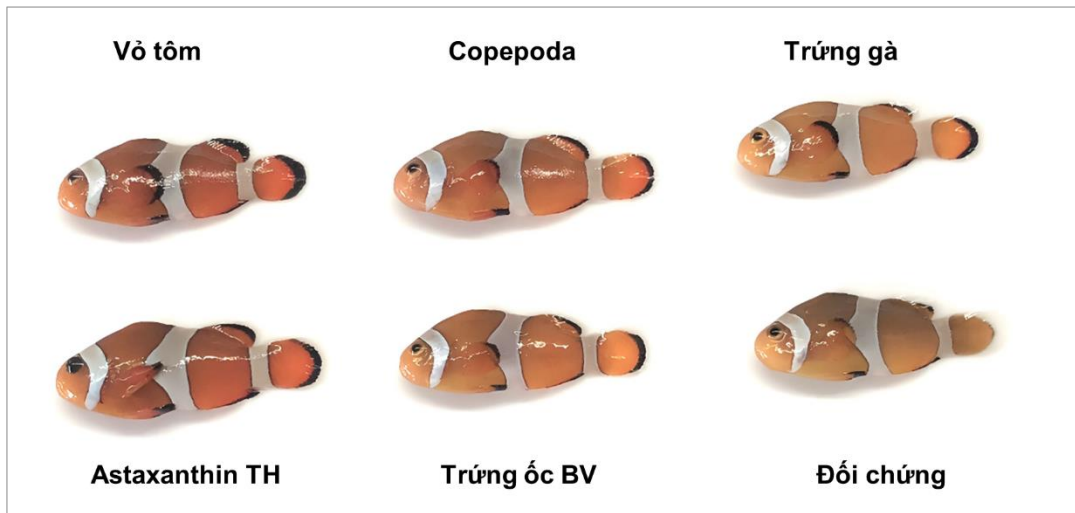 Vỏ tôm
Copepoda
Trứng gà
Astaxanthin TH
Trứng ốc BV
Đối chứng